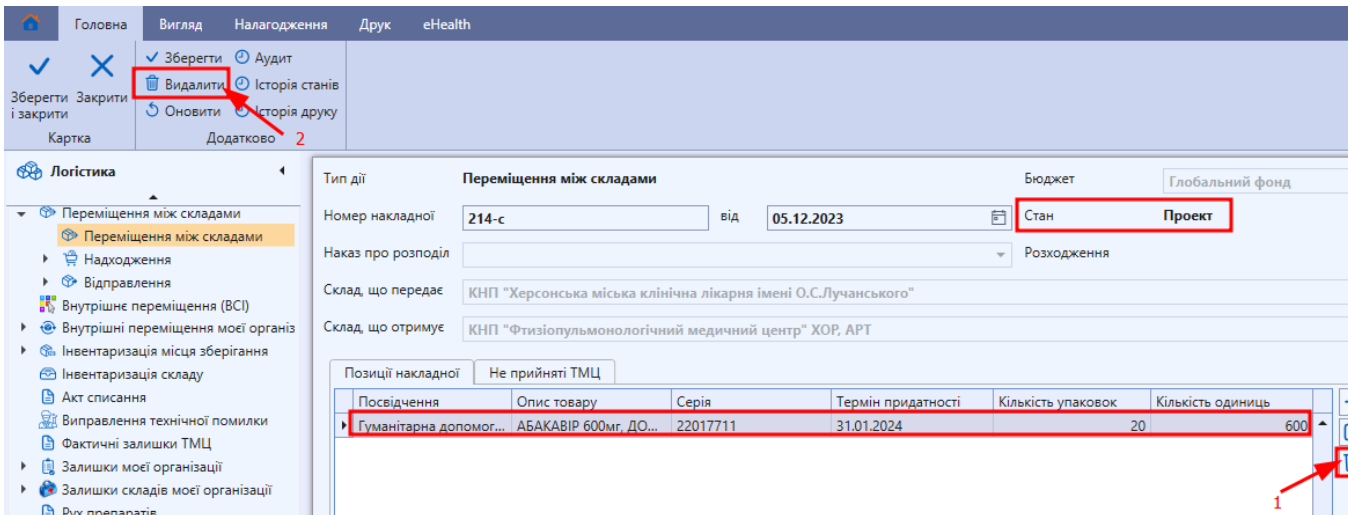 Головна Вигляд Налагодження Друк eHealth
Зберегти Аудит
Видалити Історія станів
Зберегти і закрити Закрити Оновити Історія друку
Картка Додатково 2
Логістика
Тип дії Переміщення між складами Бюджет Глобальний фонд
Переміщення між складами
Номер накладної 214-с від 05.12.2023 Стан Проект
Переміщення між складами
Наказ про розподіл Розходження
Надходження
Відправлення
Склад, що передає КНП "Херсонська міська клінічна лікарня імені О.С.Лучанського"
Внутрішнє переміщення (ВСІ)
Внутрішні переміщення моєї організ
Склад, що отримує КНП "Фтизіопульмонологічний медичний центр" ХОР, АРТ
Інвентаризація місця зберігання
Інвентаризація складу
Позиції накладної Не прийняті ТМЦ
Акт списання
Посвідчення Опис товару Серія Термін придатності Кількість упаковок Кількість одиниць
Виправлення технічної помилки
Гуманітарна допомог... АБАКАВІР 600мг, ДО... 22017711 31.01.2024 20 600
Фактичні залишки ТМЦ
Залишки моєї організації
Залишки складів моєї організації
1
Рух препаратів